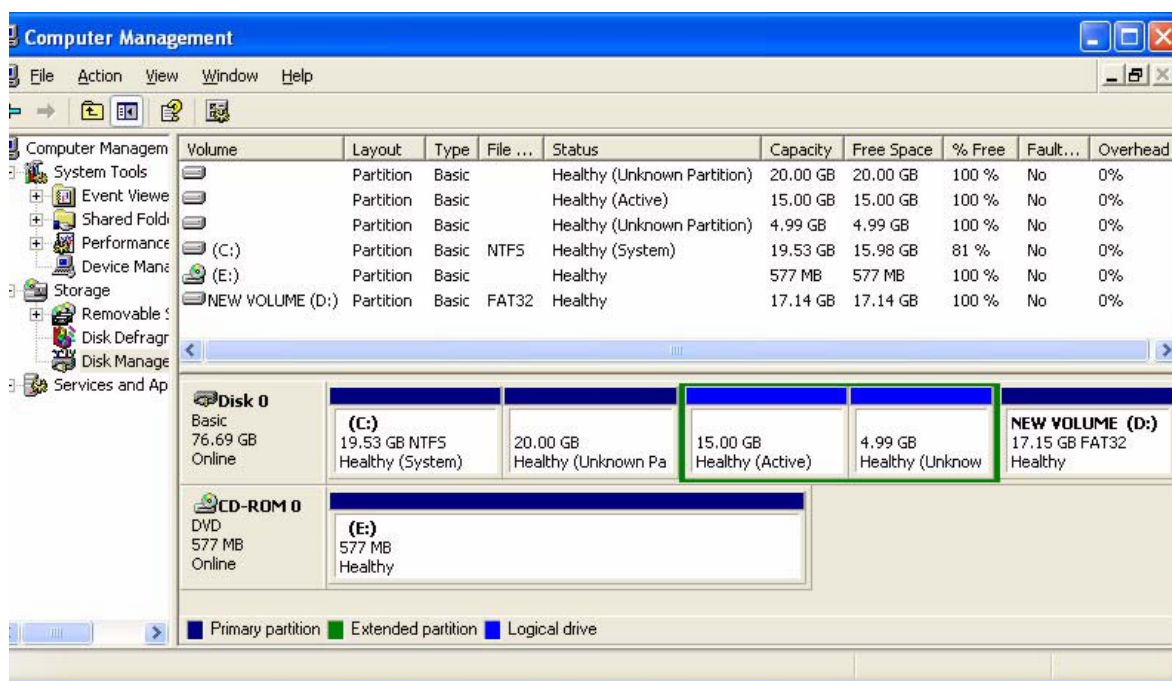 Computer Management
File Action View Window Help
Computer Managem
System Tools
Event Viewe
Shared Fold
Performance
Device Mana
Storage
Removable S
Disk Defragr
Disk Manage
Services and Ap
Volume Layout Type File ... Status Capacity Free Space % Free Fault... Overhead
Partition Basic Healthy (Unknown Partition) 20.00 GB 20.00 GB 100 % No 0%
Partition Basic Healthy (Active) 15.00 GB 15.00 GB 100 % No 0%
Partition Basic Healthy (Unknown Partition) 4.99 GB 4.99 GB 100 % No 0%
(C:) Partition Basic NTFS Healthy (System) 19.53 GB 15.98 GB 81 % No 0%
(E:) Partition Basic Healthy 577 MB 577 MB 100 % No 0%
NEW VOLUME (D:) Partition Basic FAT32 Healthy 17.14 GB 17.14 GB 100 % No 0%
Disk 0
Basic
76.69 GB
Online
(C:)
19.53 GB NTFS
Healthy (System)
20.00 GB
Healthy (Unknown Pa
15.00 GB
Healthy (Active)
4.99 GB
Healthy (Unknow
NEW VOLUME (D:)
17.15 GB FAT32
Healthy
CD-ROM 0
DVD
577 MB
Online
(E:)
577 MB
Healthy
Primary partition Extended partition Logical drive